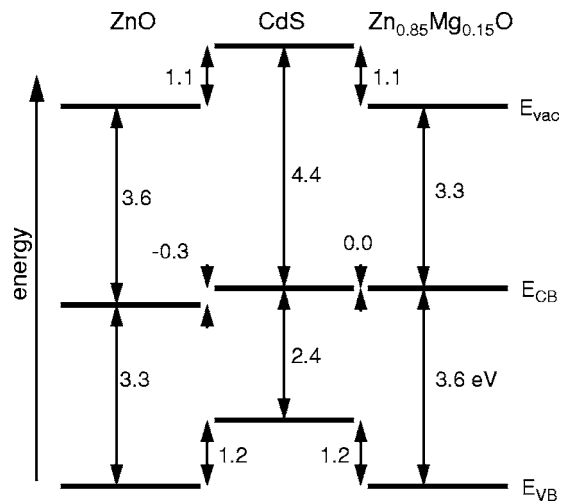 ZnO CdS Zn0.85Mg0.15O
1.1 1.1
Evac
3.6 4.4 3.3
-0.3 0.0
energy
ECB
3.3 2.4 3.6 eV
1.2 1.2
EVB